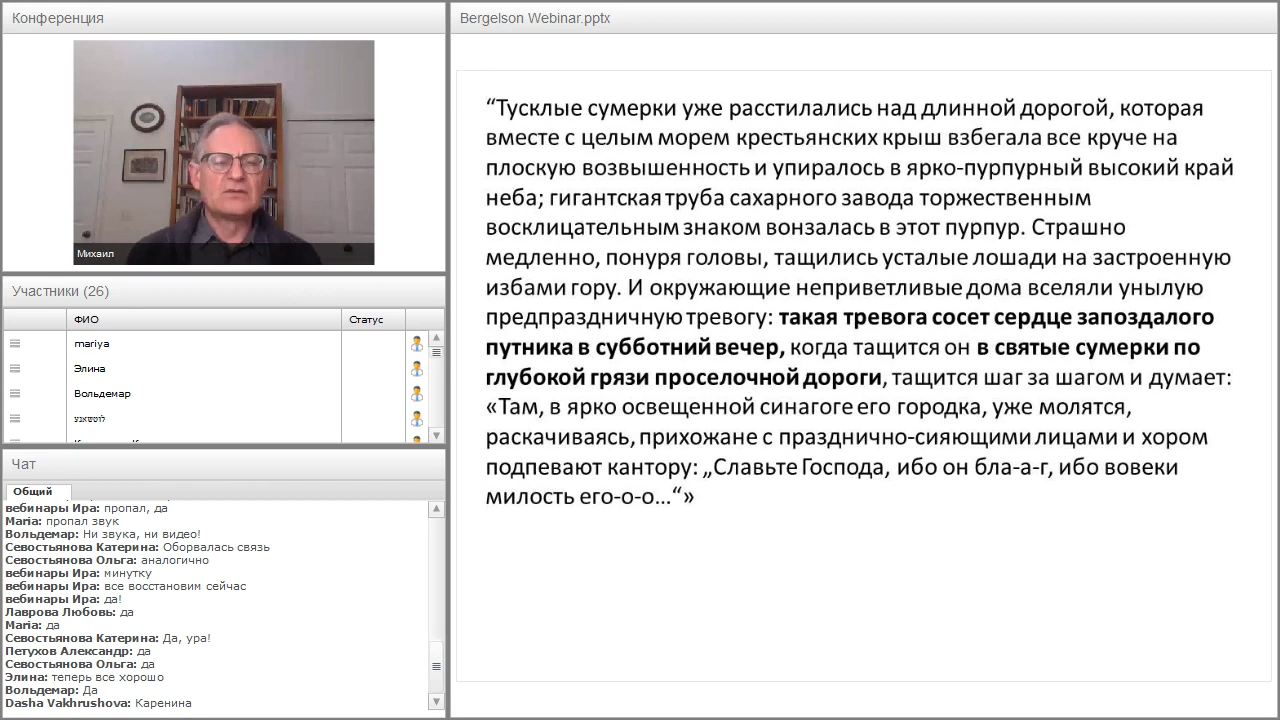 Конференция
Михаил
Участники (26)
ФИО
Статус
mariya
Элина
Вольдемар
Чат
Общий
вебинары Ира: пропал, да
Maria: пропал звук
Вольдемар: Ни звука, ни видео!
Севостьянова Катерина: Оборвалась связь
Севостьянова Ольга: аналогично
вебинары Ира: минутку
вебинары Ира: все восстановим сейчас
вебинары Ира: да!
Лаврова Любовь: да
Maria: да
Севостьянова Катерина: Да, ура!
Петухов Александр: да
Севостьянова Ольга: да
Элина: теперь все хорошо
Вольдемар: Да
Dasha Vakhrushova: Каренина
Bergelson Webinar.pptx
“Тусклые сумерки уже расстилались над длинной дорогой, которая
вместе с целым морем крестьянских крыш взбегала все круче на
плоскую возвышенность и упиралось в ярко-пурпурный высокий край
неба; гигантская труба сахарного завода торжественным
восклицательным знаком вонзалась в этот пурпур. Страшно
медленно, понуря головы, тащились усталые лошади на застроенную
избами гору. И окружающие неприветливые дома вселяли унылую
предпраздничную тревогу: такая тревога сосет сердце запоздалого
путника в субботний вечер, когда тащится он в святые сумерки по
глубокой грязи проселочной дороги, тащится шаг за шагом и думает:
«Там, в ярко освещенной синагоге его городка, уже молятся,
раскачиваясь, прихожане с празднично-сияющими лицами и хором
подпевают кантору: „Славьте Господа, ибо он бла-а-г, ибо вовеки
милость его-о-о…“»